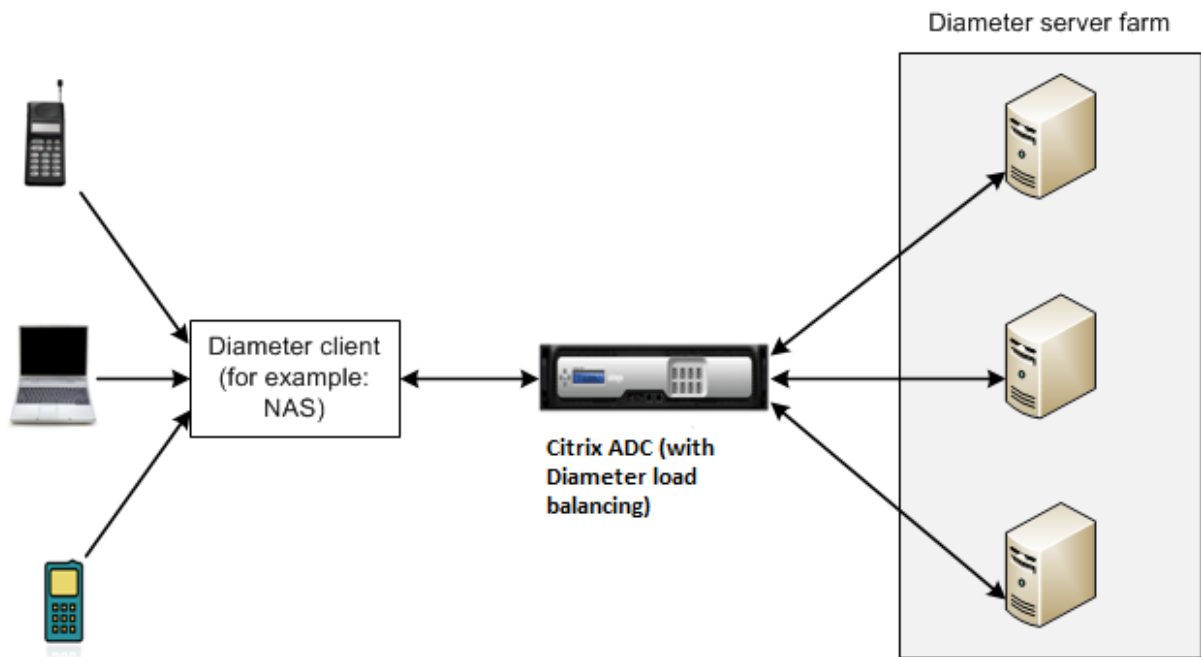 Diameter server farm
Diameter client
(for example:
NAS)
Citrix ADC (with
Diameter load
balancing)